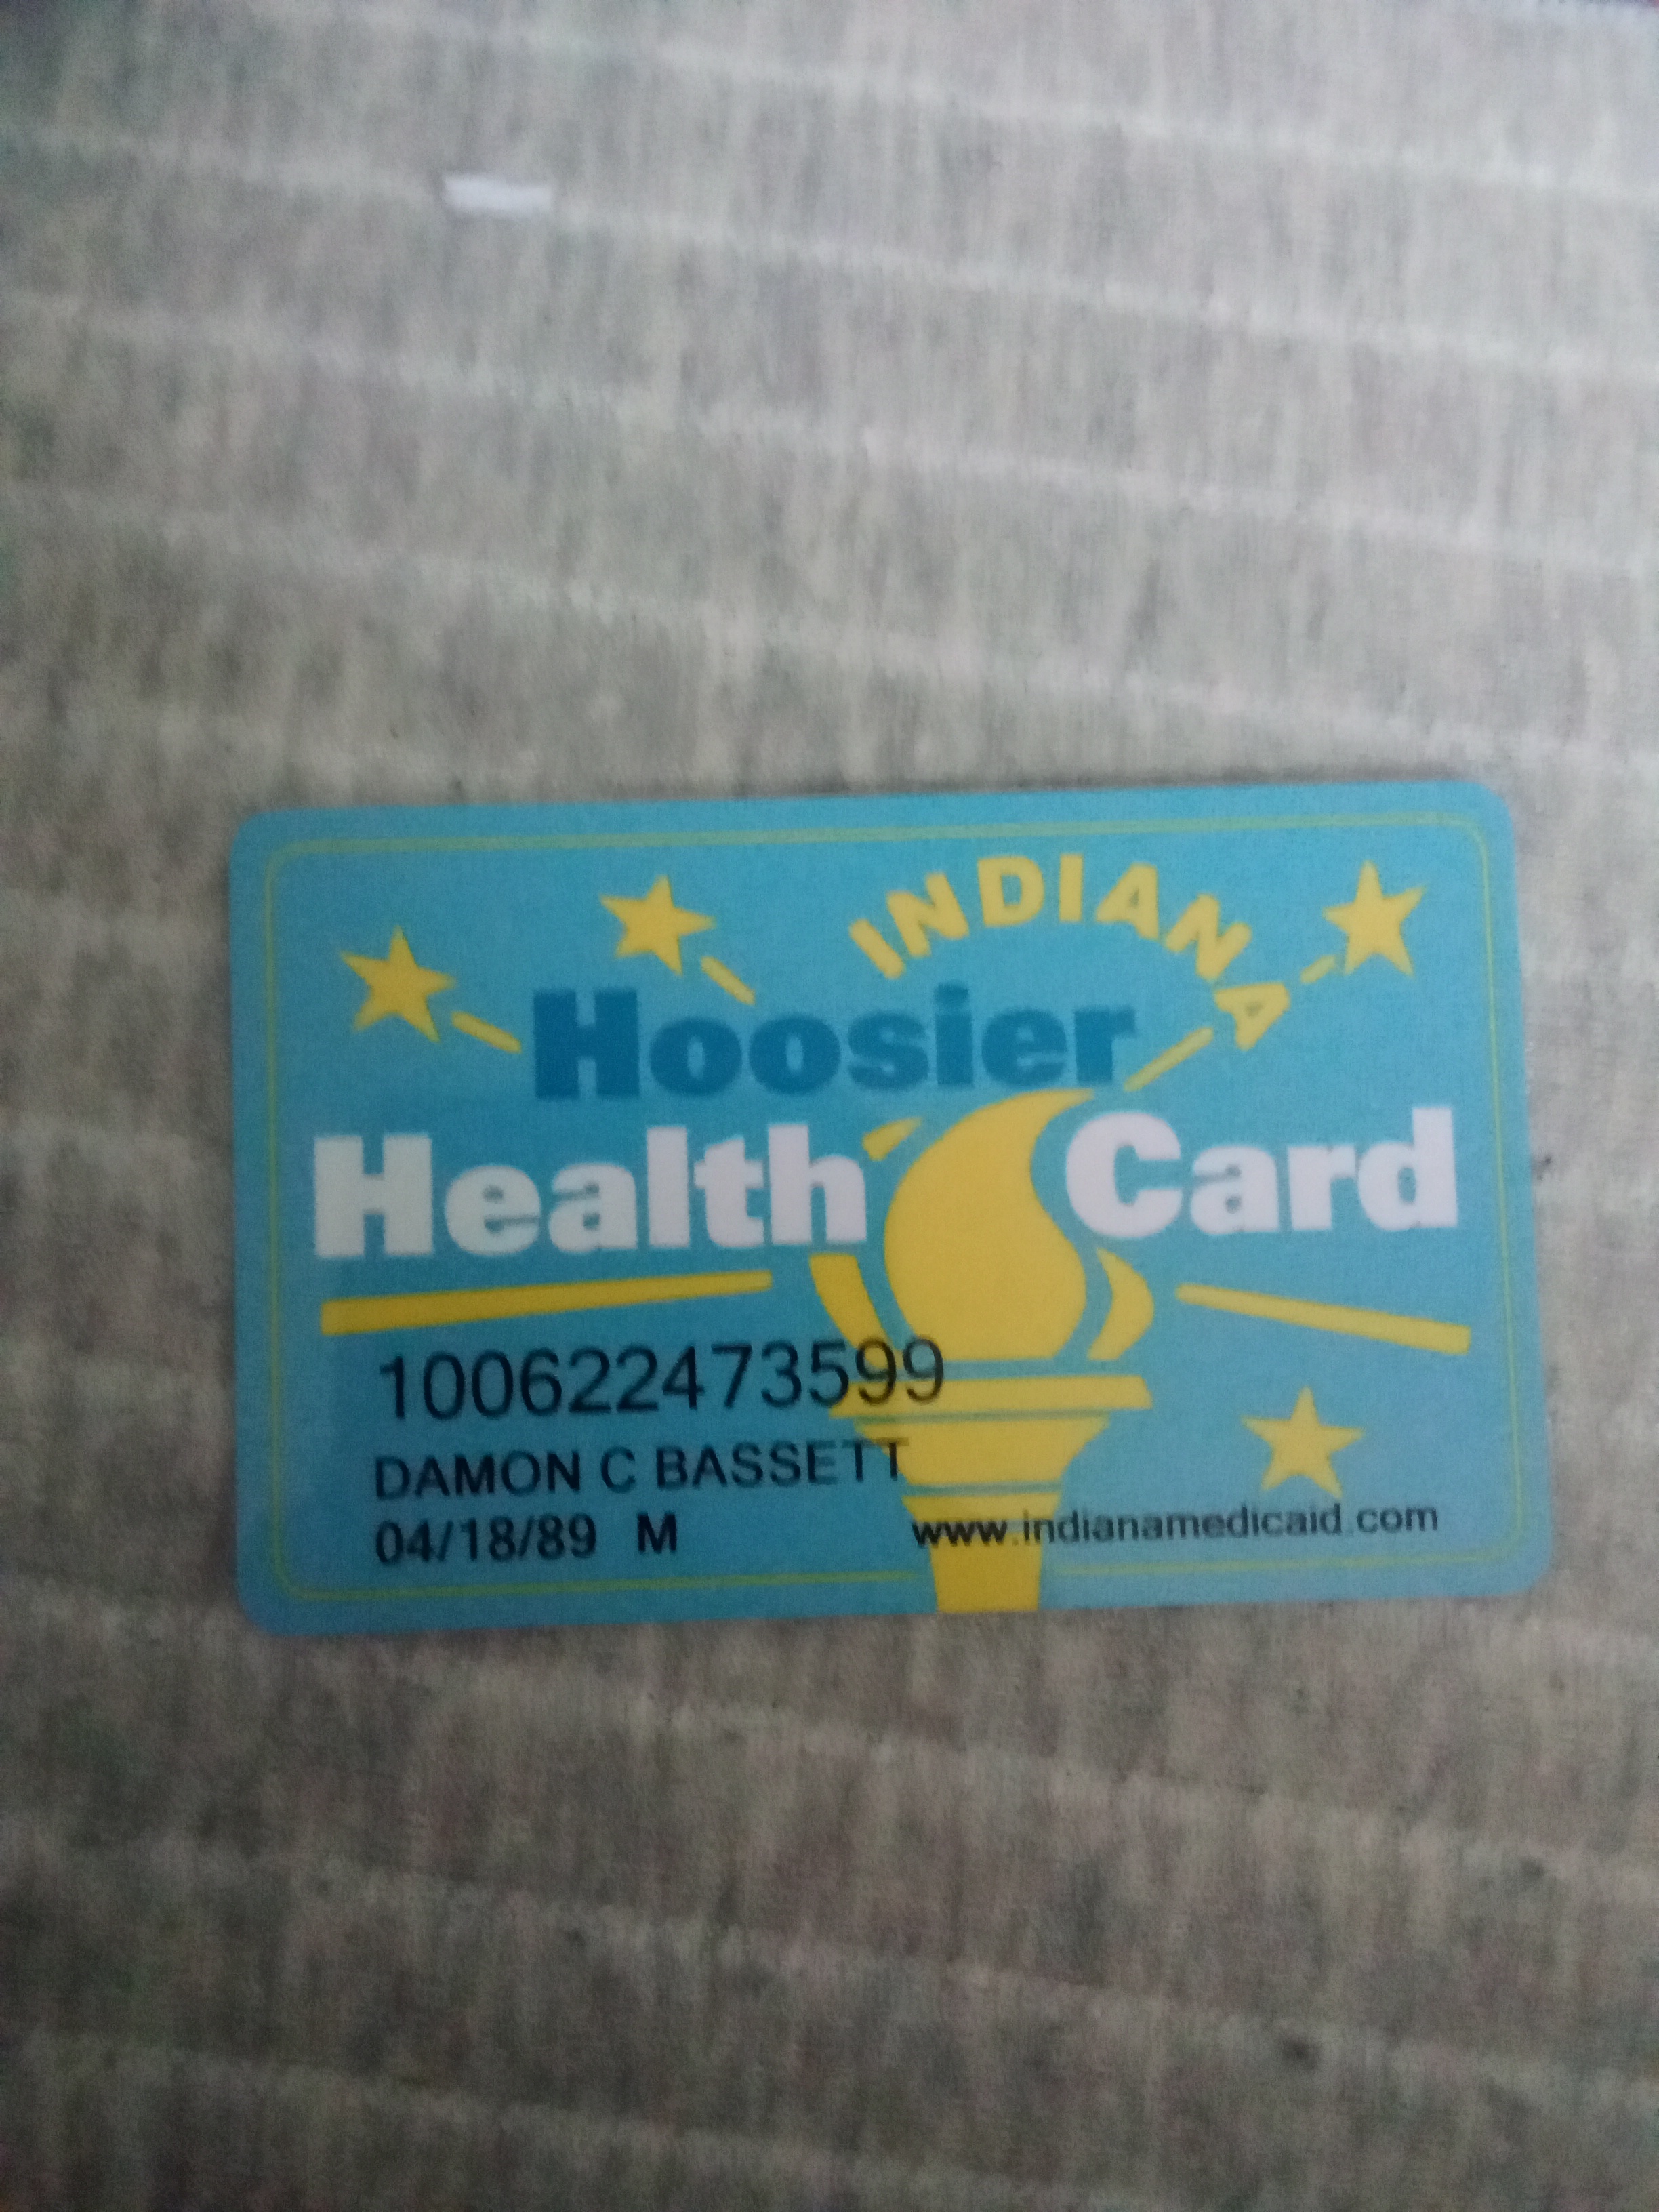 INDIANA
Hoosier
Health Card
100622473599
DAMON C BASSETT
04/18/89 M
www.indianamedicaid.com